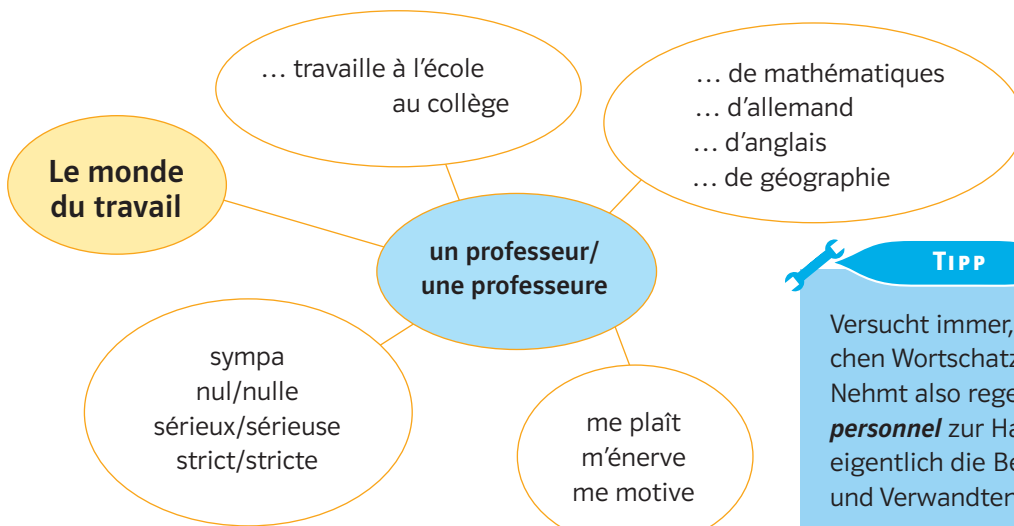 … travaille à l'école
au collège
… de mathématiques
… d'allemand
… d'anglais
… de géographie
Le monde
du travail
un professeur/
une professeure
sympa
nul/nulle
sérieux/sérieuse
strict/stricte
me plaît
m'énerve
me motive
TIPP
Versucht immer,
chen Wortschatz
Nehmt also rege
personnel zur Ha
eigentlich die Be
und Verwandten